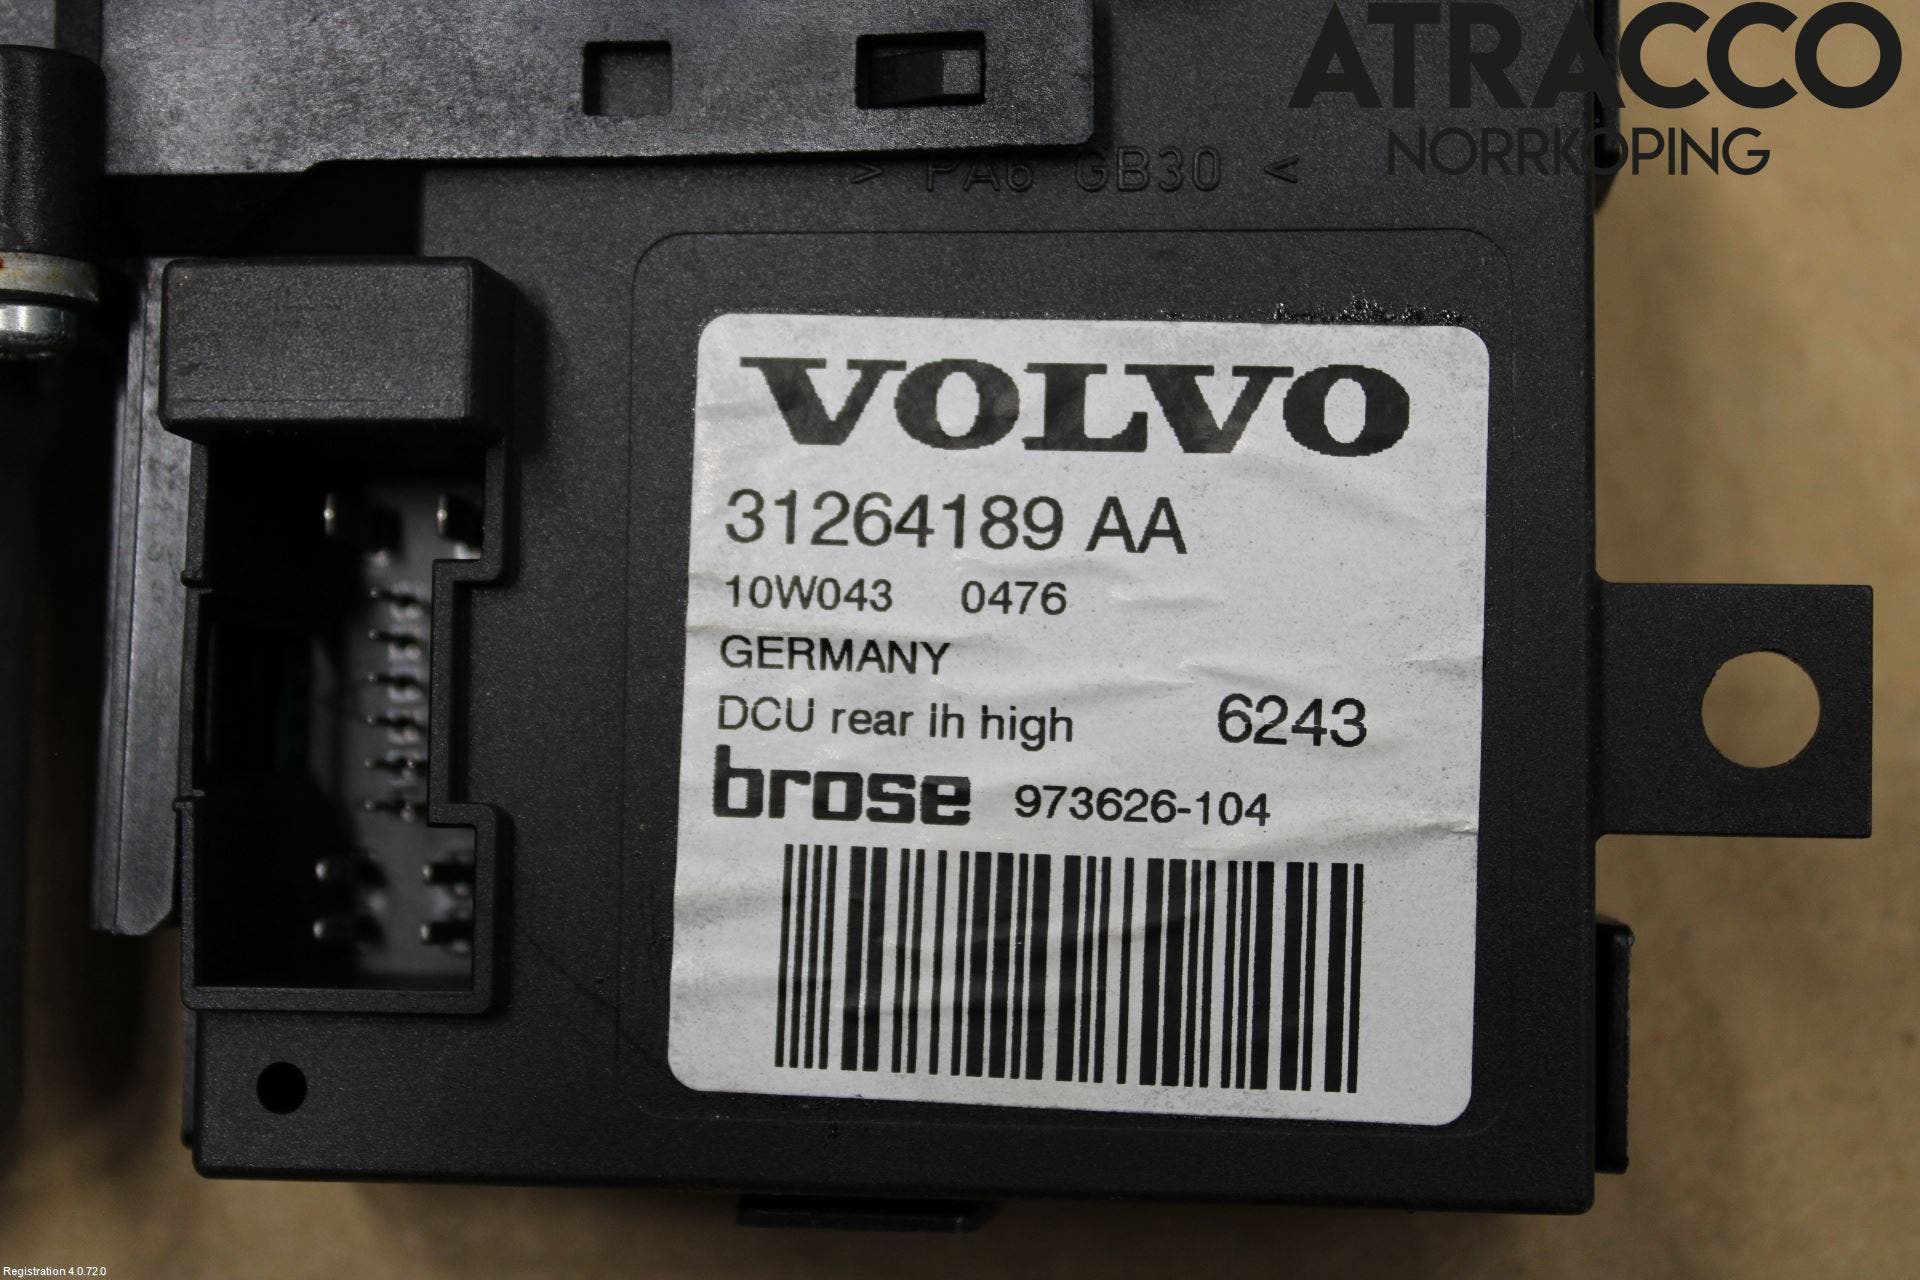 ATRACCO
NORRKÖPING
> PA6 GB30 <
VOLVO
31264189 AA
10W043 0476
GERMANY
DCU rear lh high 6243
brose 973626-104
Registration 4.0.72.0